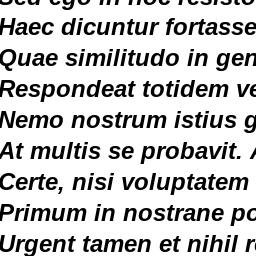 Sed ego in hoc resisto
Haec dicuntur fortasse
Quae similitudo in gen
Respondeat totidem ve
Nemo nostrum istius g
At multis se probavit.
Certe, nisi voluptatem
Primum in nostrane po
Urgent tamen et nihil r